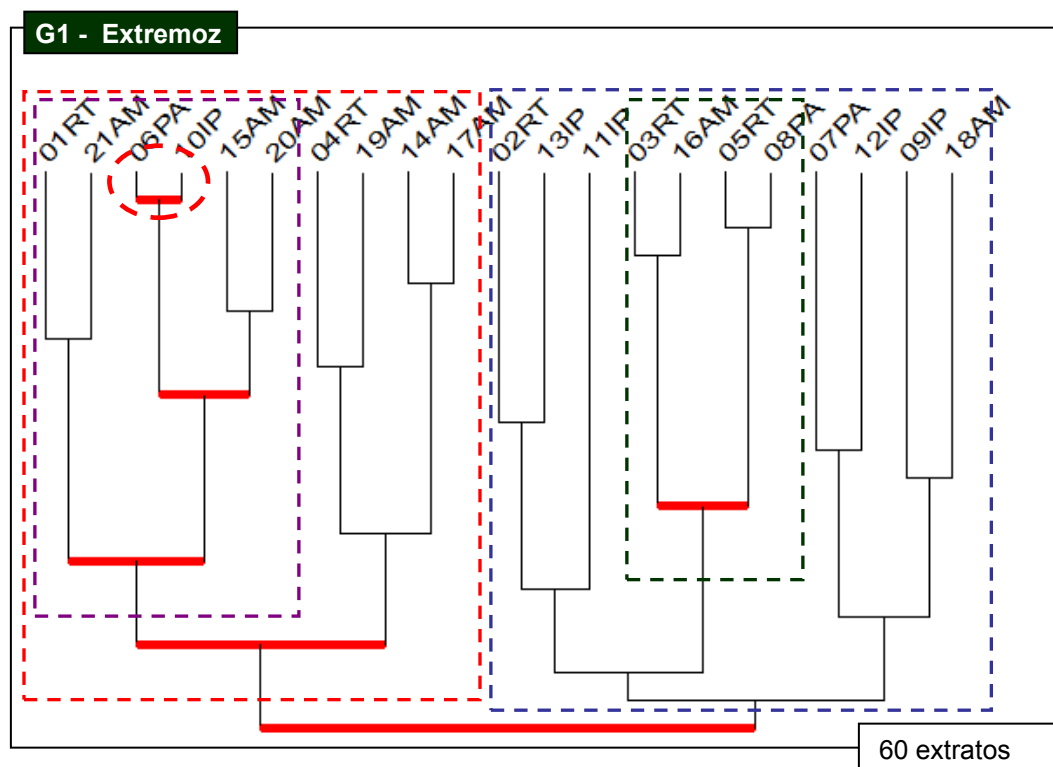 G1 - Extremoz
01RT
21AM
06PA
10IP
15AM
20AM
04RT
19AM
14AM
17AM
02RT
13IP
11IP
03RT
16AM
05RT
08PA
07PA
12IP
09IP
18AM
60 extratos